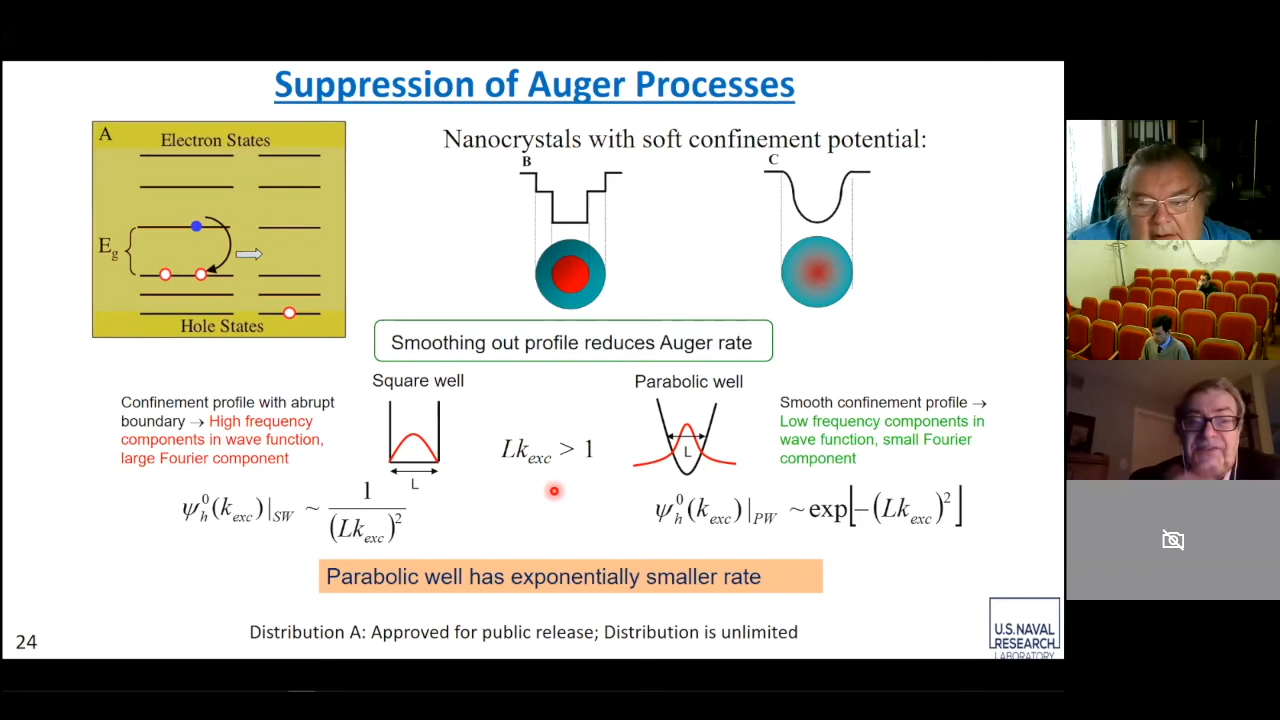 Suppression of Auger Processes
A
Electron States
E_g
Hole States
Nanocrystals with soft confinement potential:
B
C
Smoothing out profile reduces Auger rate
Confinement profile with abrupt
boundary → High frequency
components in wave function,
large Fourier component
Square well
L
Lk_exc > 1
Parabolic well
L
Smooth confinement profile →
Low frequency components in
wave function, small Fourier
component
ψ_h^0(k_exc)|_SW ~ 1/(Lk_exc)^2
ψ_h^0(k_exc)|_PW ~ exp[−(Lk_exc)^2]
Parabolic well has exponentially smaller rate
Distribution A: Approved for public release; Distribution is unlimited
24
U.S. NAVAL
RESEARCH
LABORATORY